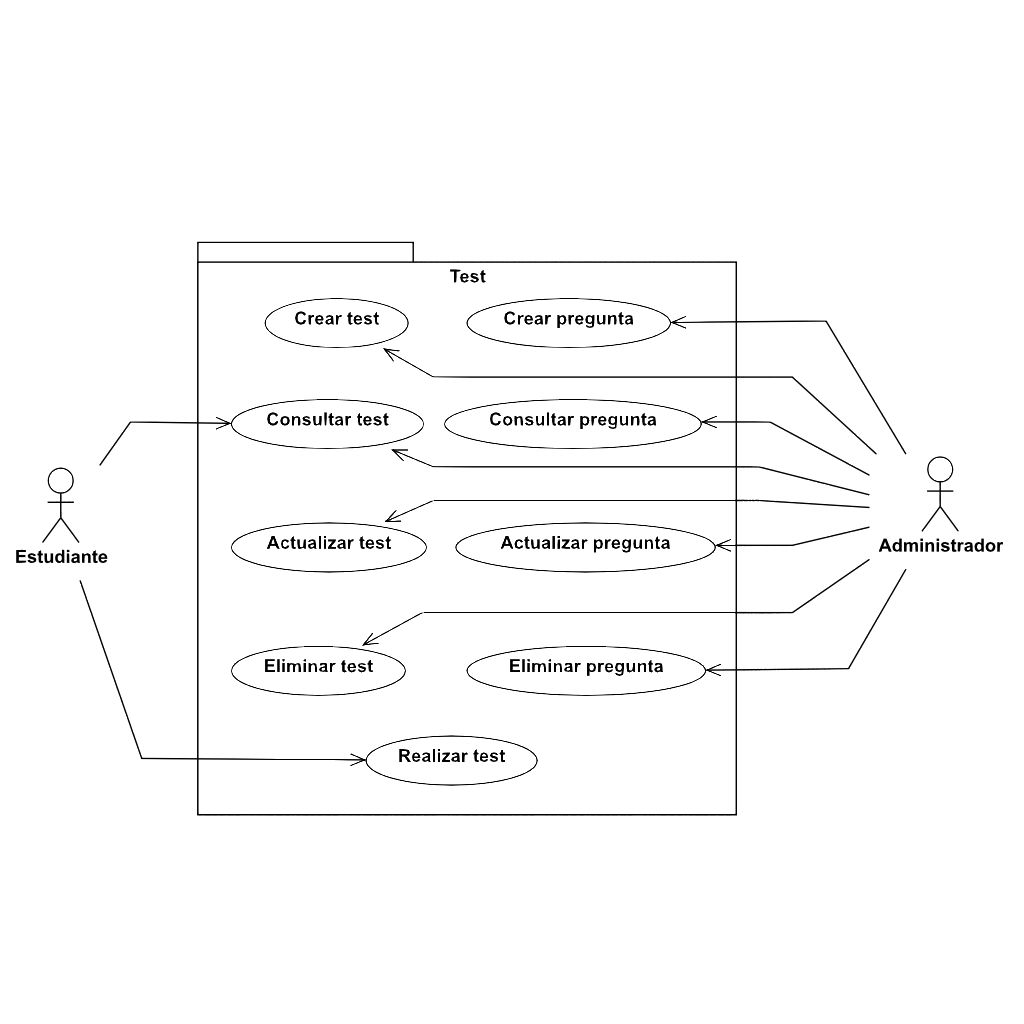 Test
Crear test
Crear pregunta
Consultar test
Consultar pregunta
Actualizar test
Actualizar pregunta
Estudiante
Administrador
Eliminar test
Eliminar pregunta
Realizar test